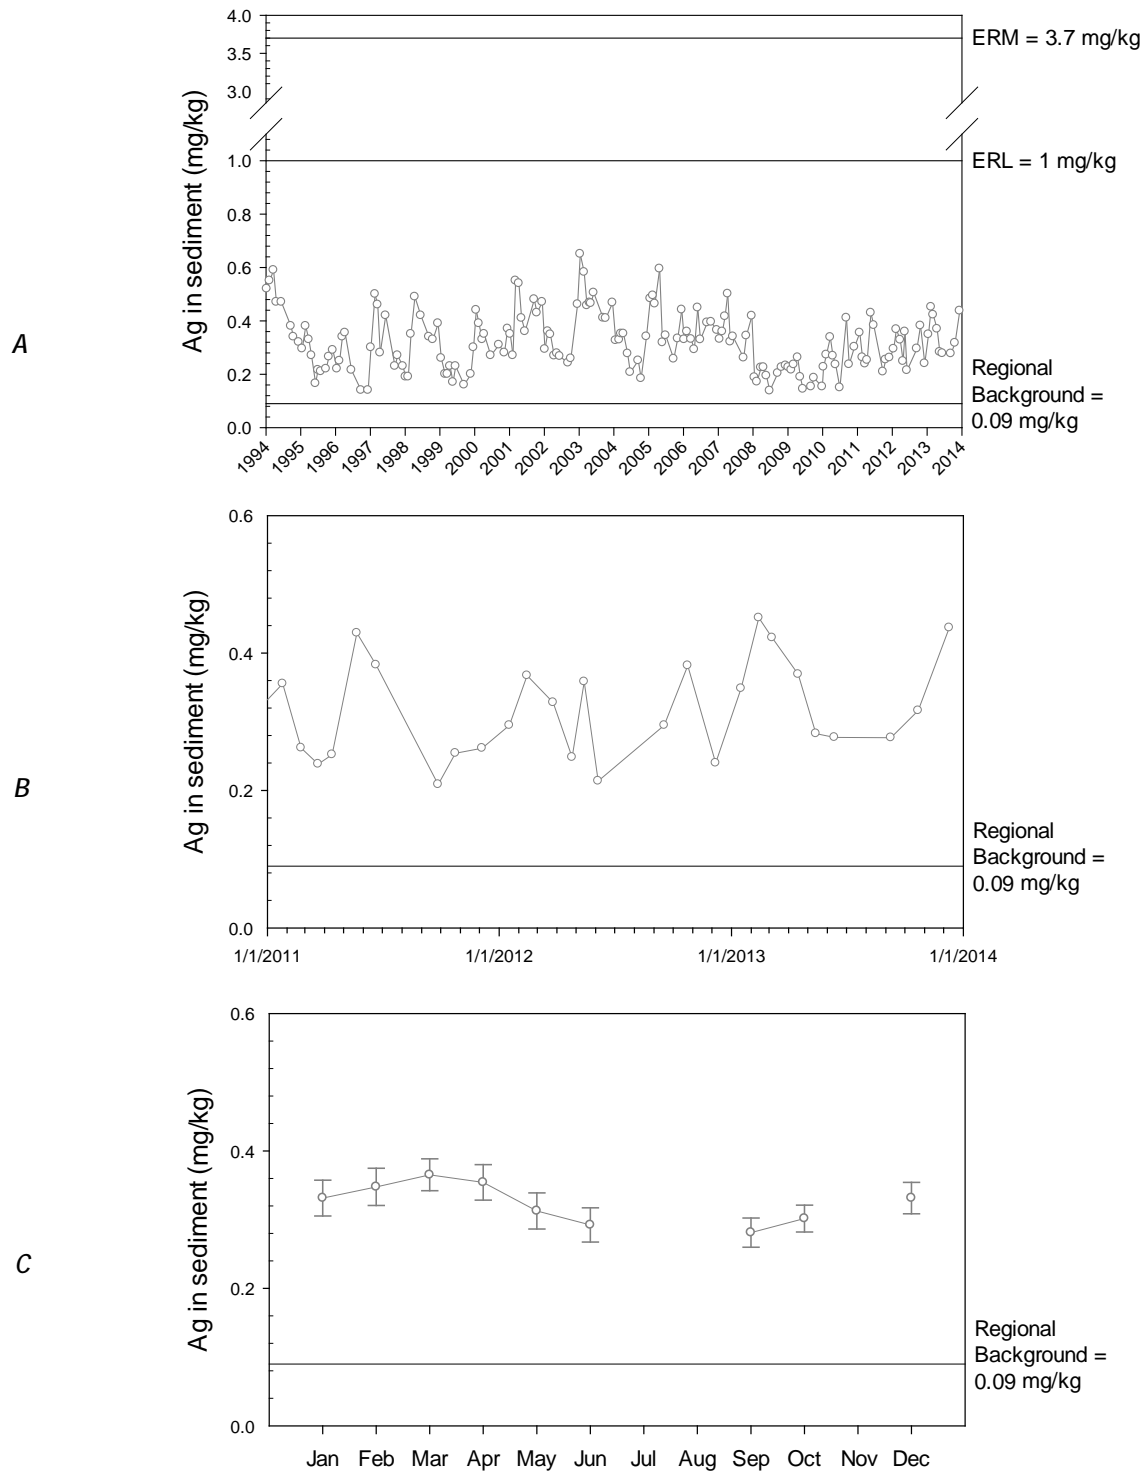 A
Ag in sediment (mg/kg)
4.0
3.5
3.0
1.0
0.8
0.6
0.4
0.2
0.0
ERM = 3.7 mg/kg
ERL = 1 mg/kg
Regional
Background =
0.09 mg/kg
1994 1995 1996 1997 1998 1999 2000 2001 2002 2003 2004 2005 2006 2007 2008 2009 2010 2011 2012 2013 2014
B
Ag in sediment (mg/kg)
0.6
0.4
0.2
0.0
Regional
Background =
0.09 mg/kg
1/1/2011 1/1/2012 1/1/2013 1/1/2014
C
Ag in sediment (mg/kg)
0.6
0.4
0.2
0.0
Regional
Background =
0.09 mg/kg
Jan Feb Mar Apr May Jun Jul Aug Sep Oct Nov Dec